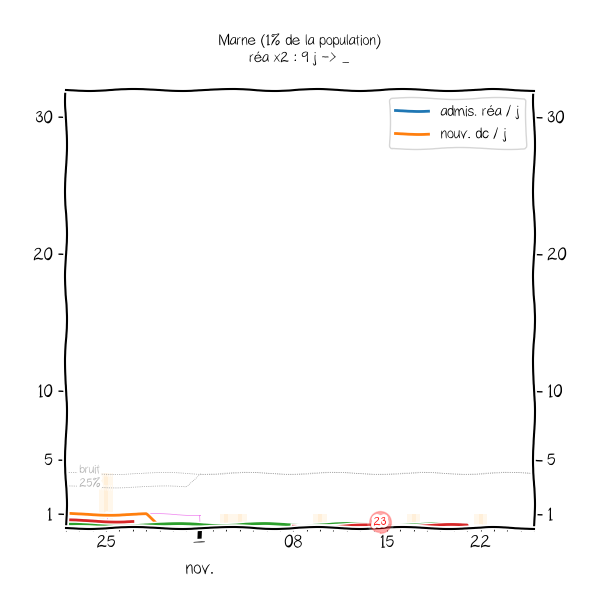 Marne (1% de la population)
réa x2 : 9 j -> _
admis. réa / j
nouv. dc / j
30
30
20
20
10
10
5
5
bruit
25%
1
1
23
25
1
08
15
22
nov.